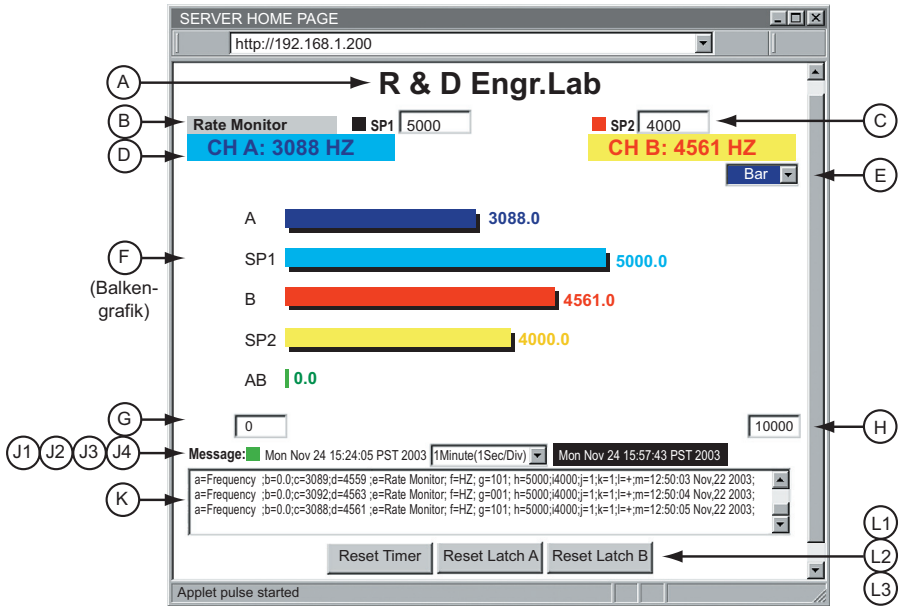 SERVER HOME PAGE
http://192.168.1.200
A
R & D Engr.Lab
B
Rate Monitor
SP1
5000
SP2
4000
C
D
CH A: 3088 HZ
CH B: 4561 HZ
Bar
E
A
3088.0
F
(Balken-
grafik)
SP1
5000.0
B
4561.0
SP2
4000.0
AB
0.0
G
0
10000
H
J1 J2 J3 J4
Message:
Mon Nov 24 15:24:05 PST 2003
1Minute(1Sec/Div)
Mon Nov 24 15:57:43 PST 2003
K
a=Frequency ;b=0.0;c=3089;d=4559 ;e=Rate Monitor; f=HZ; g=101; h=5000;i4000;j=1;k=1;l=+;m=12:50:03 Nov,22 2003;
a=Frequency ;b=0.0;c=3092;d=4563 ;e=Rate Monitor; f=HZ; g=001; h=5000;i4000;j=1;k=1;l=+;m=12:50:04 Nov,22 2003;
a=Frequency ;b=0.0;c=3088;d=4561 ;e=Rate Monitor; f=HZ; g=101; h=5000;i4000;j=1;k=1;l=+;m=12:50:05 Nov,22 2003;
Reset Timer
Reset Latch A
Reset Latch B
L1
L2
L3
Applet pulse started